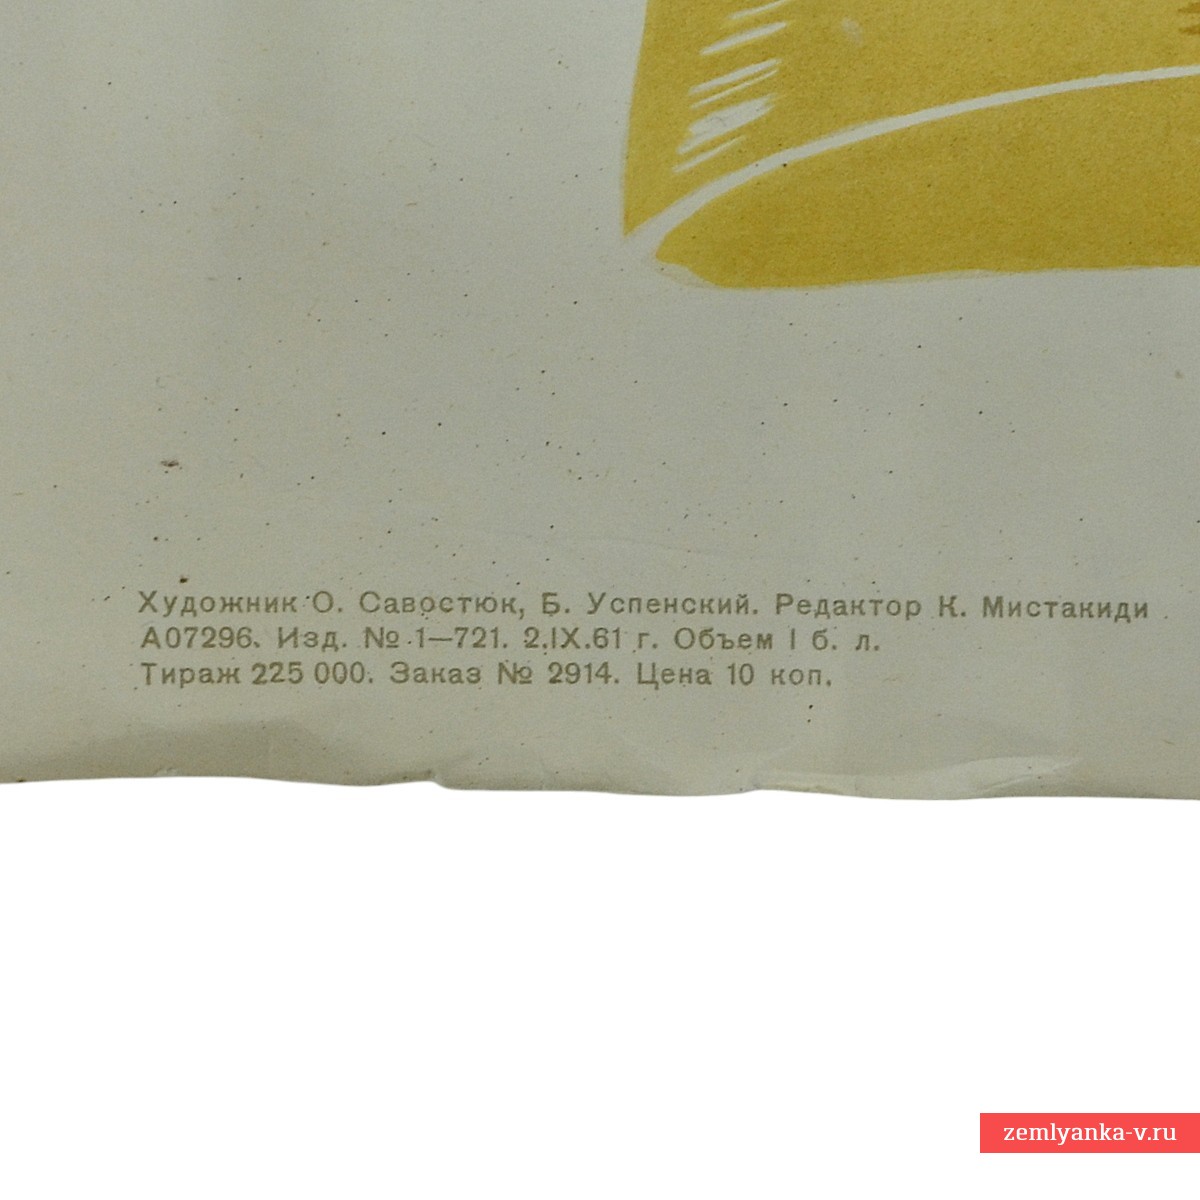 Художник О. Савостюк, Б. Успенский. Редактор К. Мистакиди
А07296. Изд. № 1—721. 2.IX.61 г. Объем I б. л.
Тираж 225 000. Заказ № 2914. Цена 10 коп.
zemlyanka-v.ru